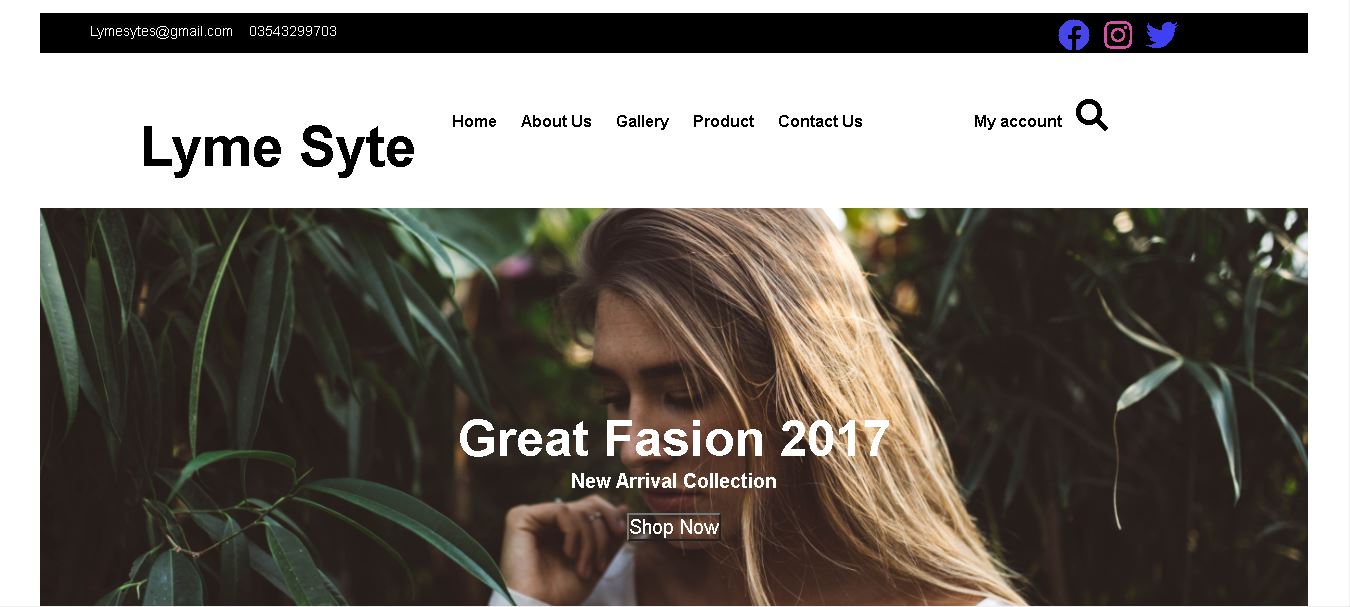 Lymesytes@gmail.com 03543299703
Lyme Syte
Home About Us Gallery Product Contact Us My account
Great Fasion 2017
New Arrival Collection
Shop Now